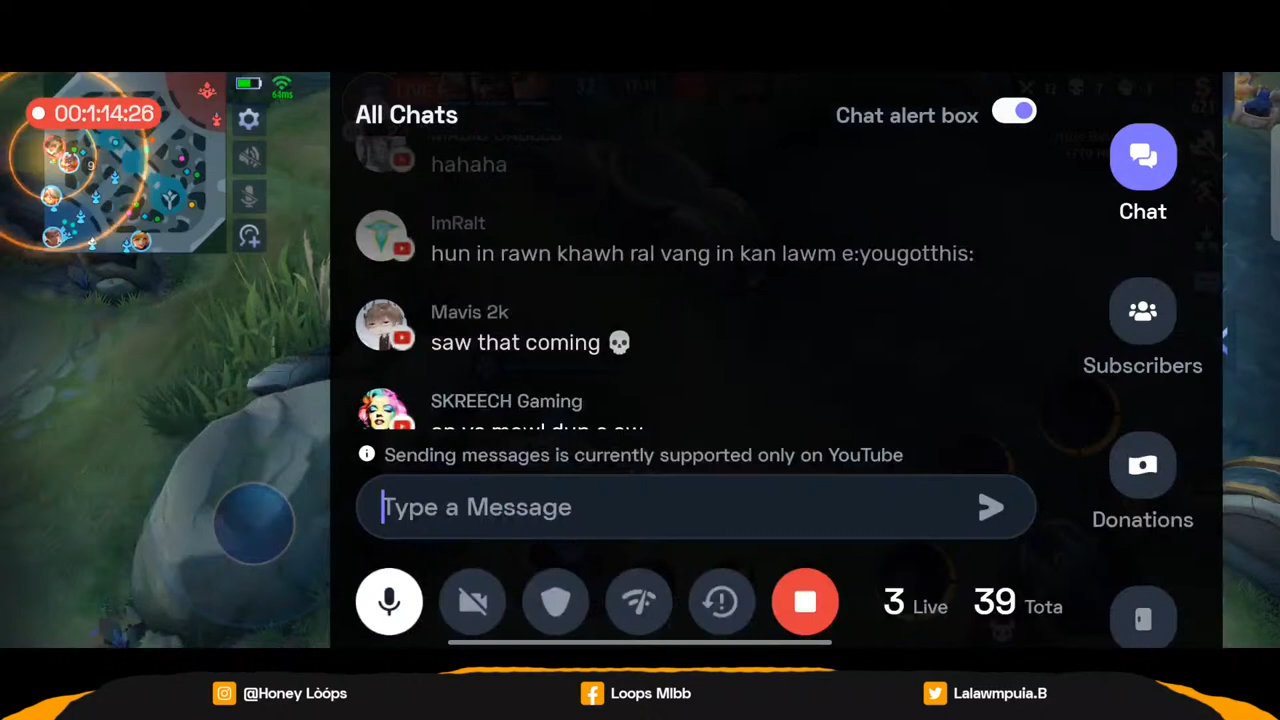 64ms
00:1:14:26
9
All Chats
Chat alert box
hahaha
ImRalt
hun in rawn khawh ral vang in kan lawm e:yougotthis:
Mavis 2k
saw that coming 💀
SKREECH Gaming
Chat
Subscribers
Donations
Sending messages is currently supported only on YouTube
Type a Message
3 Live 39 Tota
@Honey Lòóps
Loops Mlbb
Lalawmpuia.B